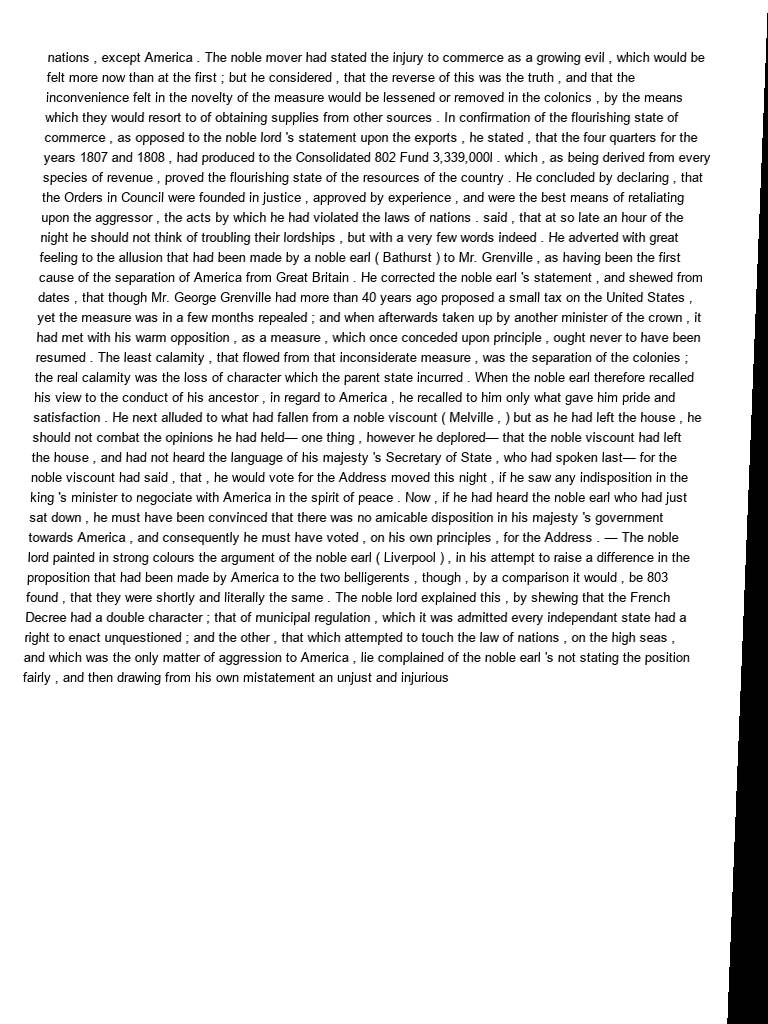 nations , except America . The noble mover had stated the injury to commerce as a growing evil , which would be
felt more now than at the first ; but he considered , that the reverse of this was the truth , and that the
inconvenience felt in the novelty of the measure would be lessened or removed in the colonics , by the means
which they would resort to of obtaining supplies from other sources . In confirmation of the flourishing state of
commerce , as opposed to the noble lord 's statement upon the exports , he stated , that the four quarters for the
years 1807 and 1808 , had produced to the Consolidated 802 Fund 3,339,000l . which , as being derived from every
species of revenue , proved the flourishing state of the resources of the country . He concluded by declaring , that
the Orders in Council were founded in justice , approved by experience , and were the best means of retaliating
upon the aggressor , the acts by which he had violated the laws of nations . said , that at so late an hour of the
night he should not think of troubling their lordships , but with a very few words indeed . He adverted with great
feeling to the allusion that had been made by a noble earl ( Bathurst ) to Mr. Grenville , as having been the first
cause of the separation of America from Great Britain . He corrected the noble earl 's statement , and shewed from
dates , that though Mr. George Grenville had more than 40 years ago proposed a small tax on the United States ,
yet the measure was in a few months repealed ; and when afterwards taken up by another minister of the crown , it
had met with his warm opposition , as a measure , which once conceded upon principle , ought never to have been
resumed . The least calamity , that flowed from that inconsiderate measure , was the separation of the colonies ;
the real calamity was the loss of character which the parent state incurred . When the noble earl therefore recalled
his view to the conduct of his ancestor , in regard to America , he recalled to him only what gave him pride and
satisfaction . He next alluded to what had fallen from a noble viscount ( Melville , ) but as he had left the house , he
should not combat the opinions he had held— one thing , however he deplored— that the noble viscount had left
the house , and had not heard the language of his majesty 's Secretary of State , who had spoken last— for the
noble viscount had said , that , he would vote for the Address moved this night , if he saw any indisposition in the
king 's minister to negociate with America in the spirit of peace . Now , if he had heard the noble earl who had just
sat down , he must have been convinced that there was no amicable disposition in his majesty 's government
towards America , and consequently he must have voted , on his own principles , for the Address . — The noble
lord painted in strong colours the argument of the noble earl ( Liverpool ) , in his attempt to raise a difference in the
proposition that had been made by America to the two belligerents , though , by a comparison it would , be 803
found , that they were shortly and literally the same . The noble lord explained this , by shewing that the French
Decree had a double character ; that of municipal regulation , which it was admitted every independant state had a
right to enact unquestioned ; and the other , that which attempted to touch the law of nations , on the high seas ,
and which was the only matter of aggression to America , lie complained of the noble earl 's not stating the position
fairly , and then drawing from his own mistatement an unjust and injurious